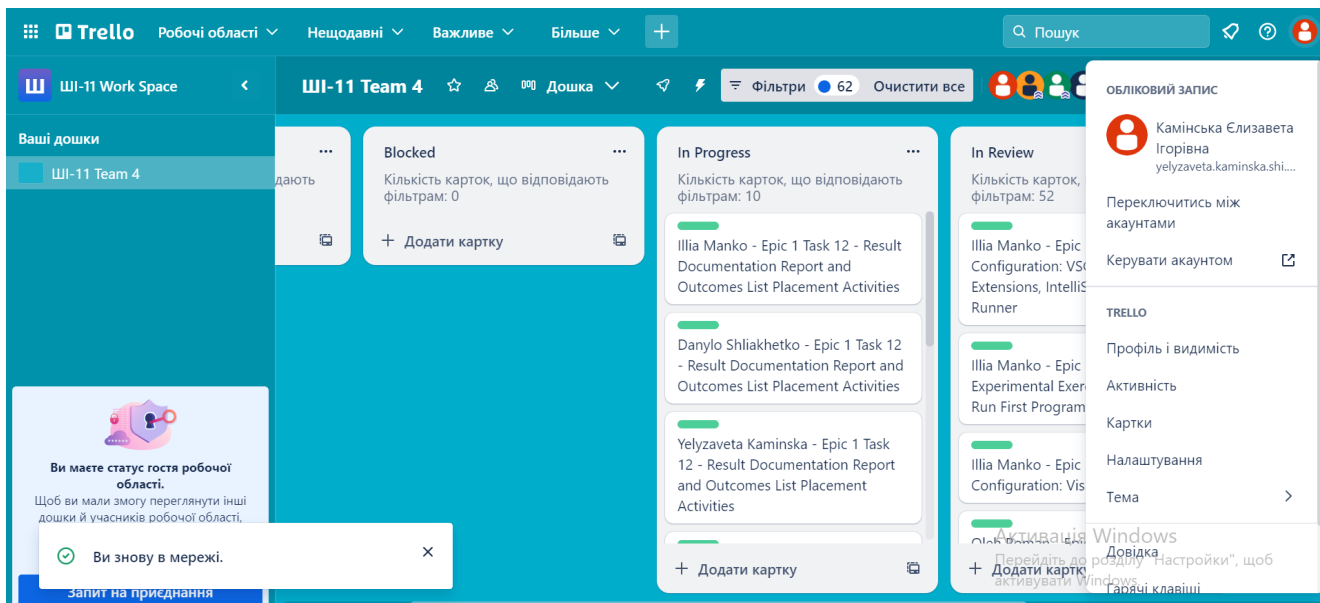 Trello
Робочі області
Нещодавні
Важливе
Більше
Пошук
Ш
ШІ-11 Work Space
ШІ-11 Team 4
Дошка
Фільтри
62
Очистити все
Ваші дошки
ШІ-11 Team 4
Ви маєте статус гостя робочої
області.
Щоб ви мали змогу переглянути інші
дошки й учасників робочої області,
Запит на приєднання
Ви знову в мережі.
дають
Blocked
Кількість карток, що відповідають
фільтрам: 0
Додати картку
In Progress
Кількість карток, що відповідають
фільтрам: 10
Illia Manko - Epic 1 Task 12 - Result
Documentation Report and
Outcomes List Placement Activities
Danylo Shliakhetko - Epic 1 Task 12
- Result Documentation Report and
Outcomes List Placement Activities
Yelyzaveta Kaminska - Epic 1 Task
12 - Result Documentation Report
and Outcomes List Placement
Activities
Додати картку
In Review
Кількість карток,
фільтрам: 52
Illia Manko - Epic
Configuration: VS
Extensions, IntelliS
Runner
Illia Manko - Epic
Experimental Exer
Run First Program
Illia Manko - Epic
Configuration: Vis
Oleh Roman - Epic
Додати картку
ОБЛІКОВИЙ ЗАПИС
Камінська Єлизавета
Ігорівна
yelyzaveta.kaminska.shi....
Переключитись між
акаунтами
Керувати акаунтом
TRELLO
Профіль і видимість
Активність
Картки
Налаштування
Тема
Довідка
Гарячі клавіші
Активація Windows
Перейдіть до розділу "Настройки", щоб
активувати Windows.